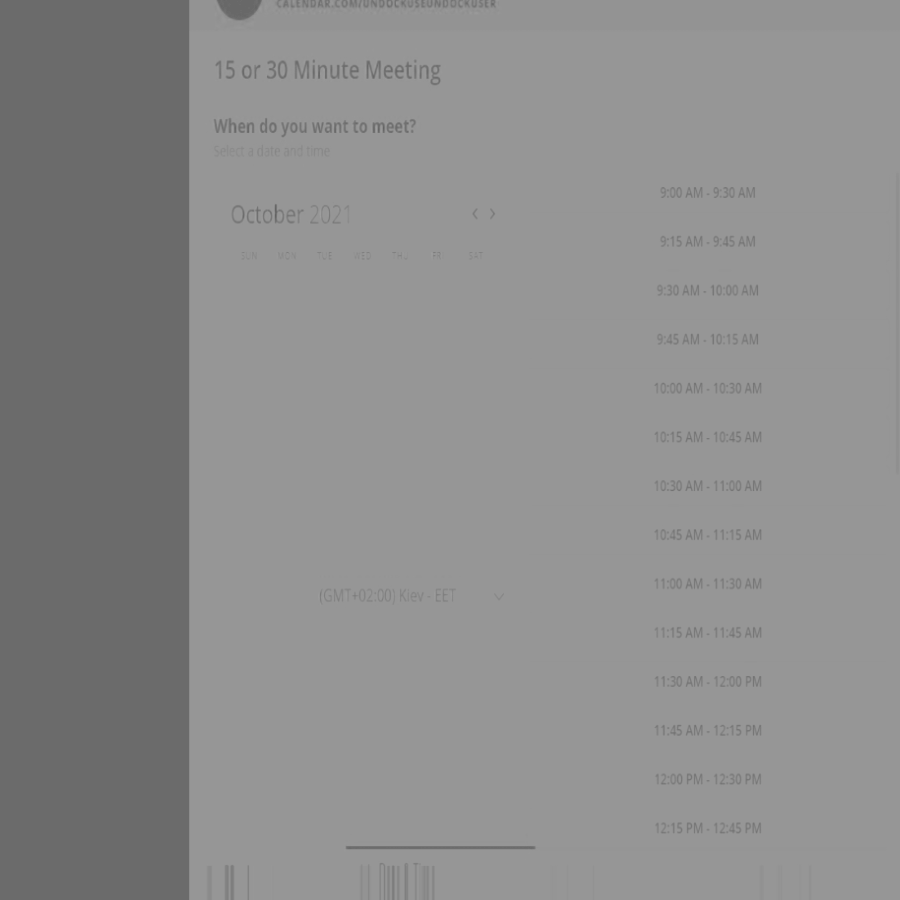 CALENDAR.COM/UNDOCKUSEUNDOCKUSER
15 or 30 Minute Meeting
When do you want to meet?
Select a date and time
October 2021
SUN MON TUE WED THU FRI SAT
9:00 AM - 9:30 AM
9:15 AM - 9:45 AM
9:30 AM - 10:00 AM
9:45 AM - 10:15 AM
10:00 AM - 10:30 AM
10:15 AM - 10:45 AM
10:30 AM - 11:00 AM
10:45 AM - 11:15 AM
11:00 AM - 11:30 AM
11:15 AM - 11:45 AM
11:30 AM - 12:00 PM
11:45 AM - 12:15 PM
12:00 PM - 12:30 PM
12:15 PM - 12:45 PM
(GMT+02:00) Kiev - EET